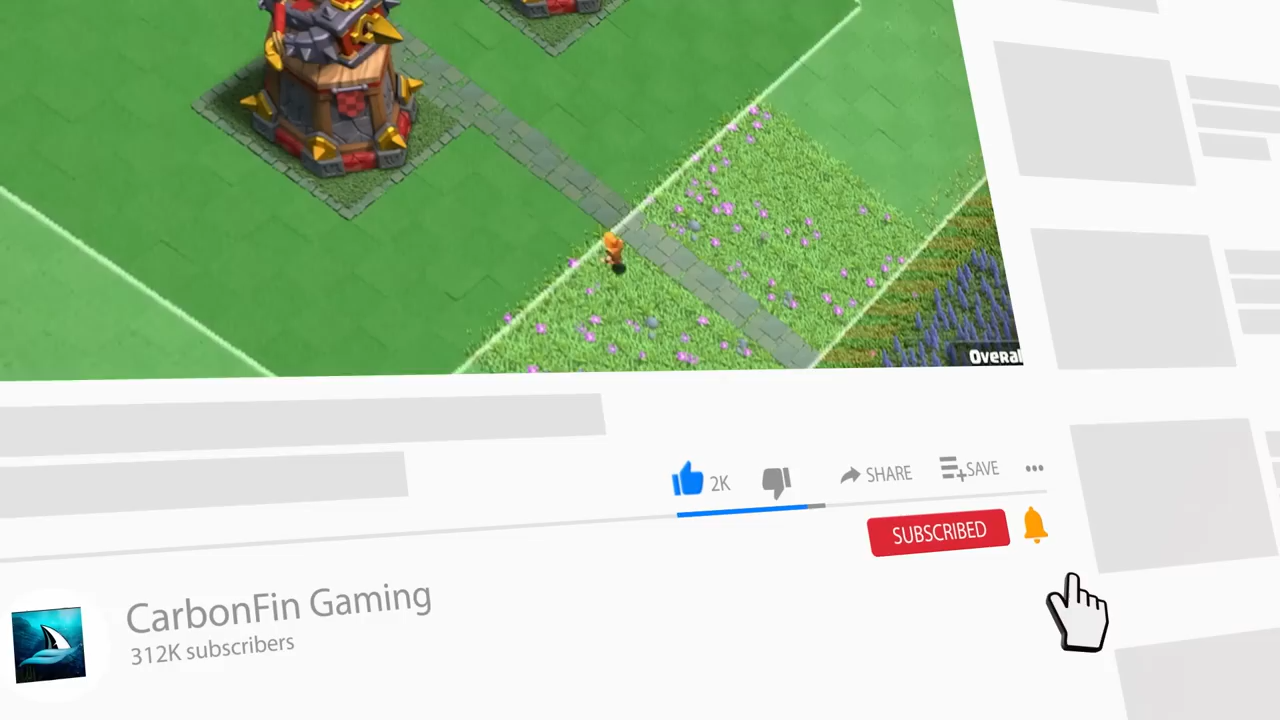 Overal
2K
SHARE
SAVE
SUBSCRIBED
CarbonFin Gaming
312K subscribers